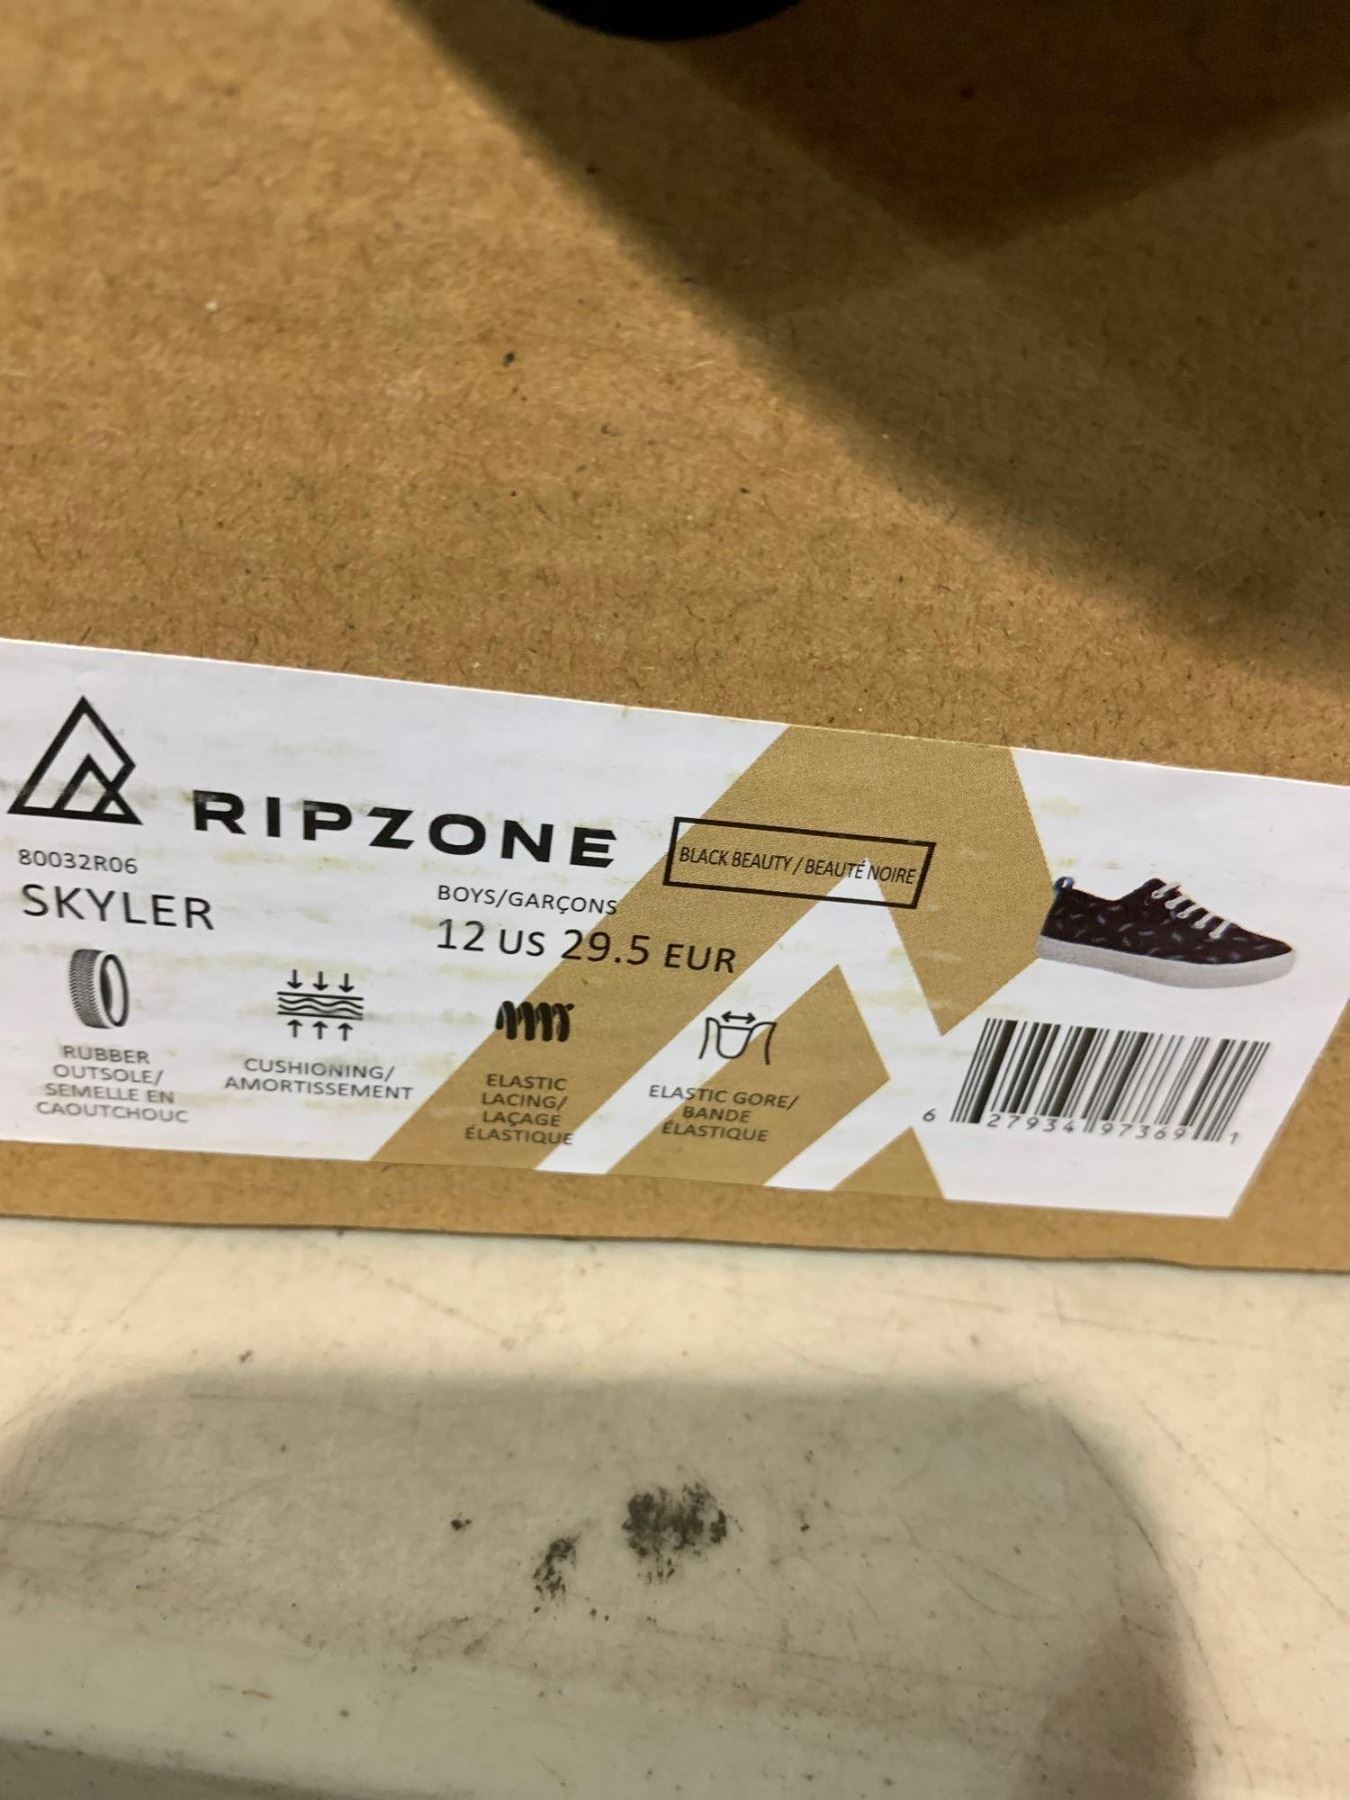 RIPZONE
BLACK BEAUTY / BEAUTÉ NOIRE
80032R06
SKYLER
BOYS/GARÇONS
12 US 29.5 EUR
RUBBER
OUTSOLE/
SEMELLE EN
CAOUTCHOUC
CUSHIONING/
AMORTISSEMENT
ELASTIC
LACING/
LAÇAGE
ÉLASTIQUE
ELASTIC GORE/
BANDE
ÉLASTIQUE
6 27934 97369 1